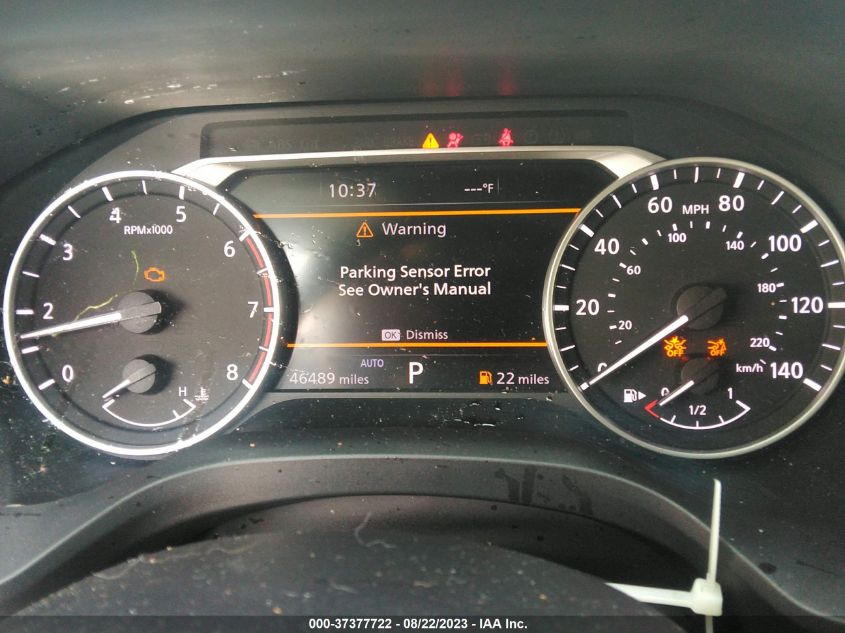 10:37 ---°F
Warning
Parking Sensor Error
See Owner's Manual
OK Dismiss
AUTO
46489 miles P 22 miles
RPMx1000
0 2 3 4 5 6 7 8
H
MPH
0 20 40 60 80 100 120 140
20 60 100 140 180 220
km/h
OFF OFF
0 1/2 1
000-37377722 - 08/22/2023 - IAA Inc.